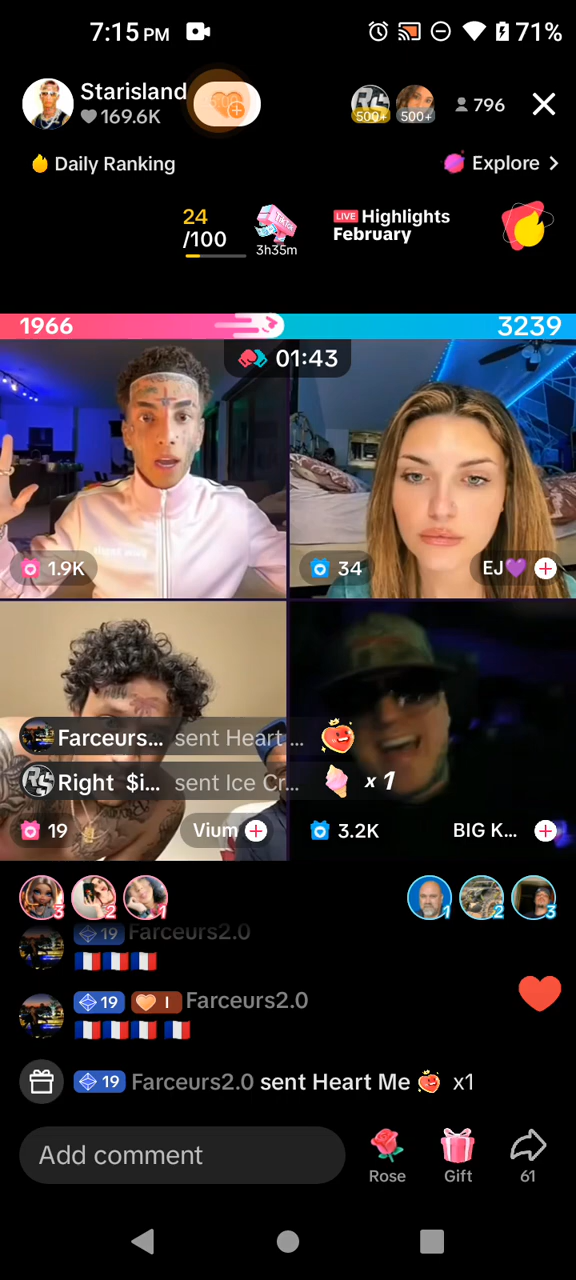 7:15 PM 71%
Starisland
169.6K
500+ 500+ 796
Daily Ranking Explore >
24
/100
TikTok
3h35m
LIVE Highlights
February
1966 3239
01:43
1.9K
34 EJ💜 +
Farceurs... sent Heart ...
RS Right $i... sent Ice Cr... x 1
19 Vium +
3.2K BIG K... +
3 2 1 1 2 3
19 Farceurs2.0
🇫🇷🇫🇷🇫🇷
19 I Farceurs2.0
🇫🇷🇫🇷🇫🇷 🇫🇷
19 Farceurs2.0 sent Heart Me x1
Add comment
Rose Gift 61